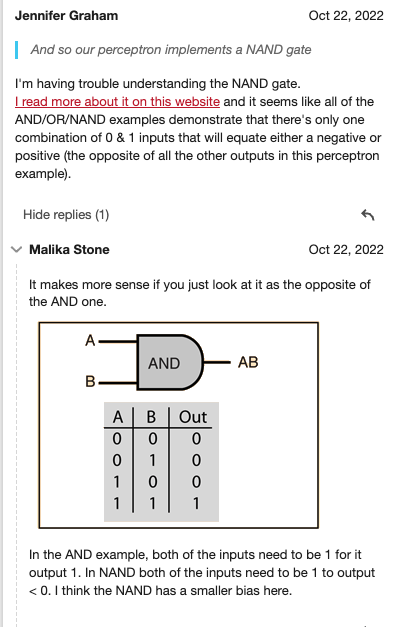 Jennifer Graham Oct 22, 2022
And so our perceptron implements a NAND gate
I'm having trouble understanding the NAND gate.
I read more about it on this website and it seems like all of the
AND/OR/NAND examples demonstrate that there's only one
combination of 0 & 1 inputs that will equate either a negative or
positive (the opposite of all the other outputs in this perceptron
example).
Hide replies (1)
Malika Stone Oct 22, 2022
It makes more sense if you just look at it as the opposite of
the AND one.
A
AND AB
B
A B Out
0 0 0
0 1 0
1 0 0
1 1 1
In the AND example, both of the inputs need to be 1 for it
output 1. In NAND both of the inputs need to be 1 to output
< 0. I think the NAND has a smaller bias here.